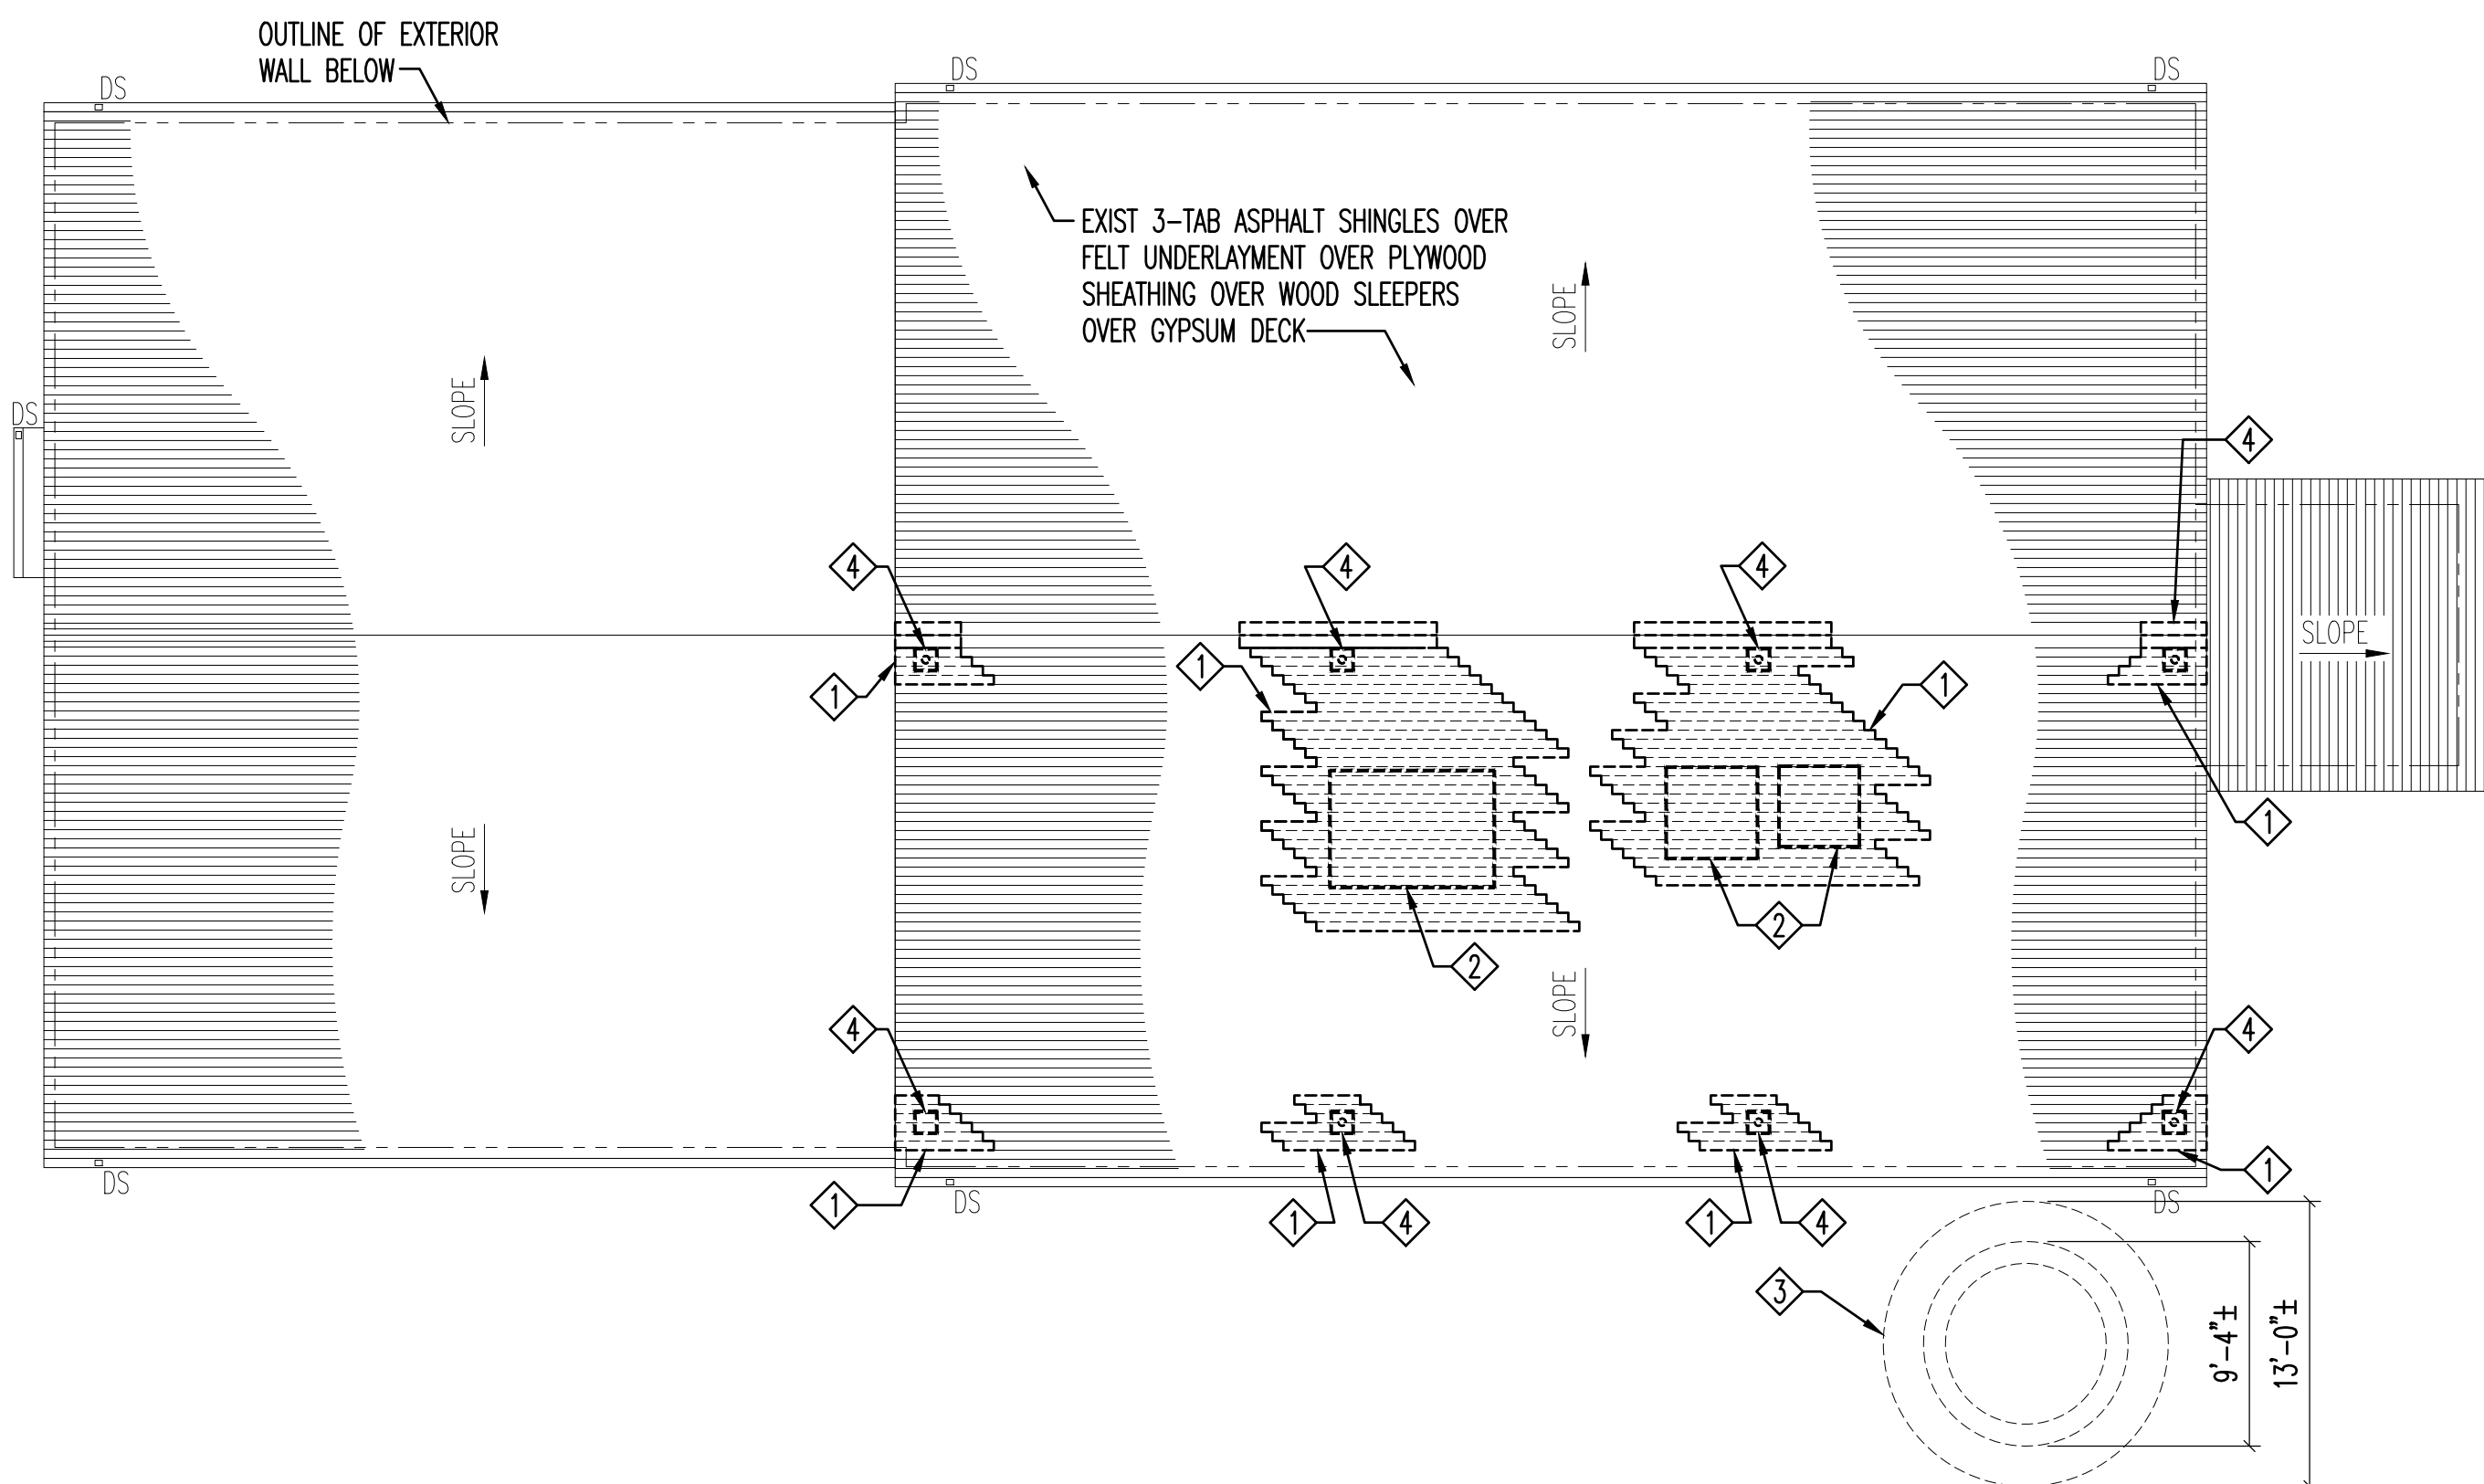 OUTLINE OF EXTERIOR
WALL BELOW
DS
DS
DS
EXIST 3-TAB ASPHALT SHINGLES OVER
FELT UNDERLAYMENT OVER PLYWOOD
SHEATHING OVER WOOD SLEEPERS
OVER GYPSUM DECK
SLOPE
SLOPE
DS
4
4
4
4
SLOPE
1
1
1
1
1
SLOPE
2
2
SLOPE
4
4
1
DS
DS
DS
1
1
4
1
4
3
9'-4"±
13'-0"±